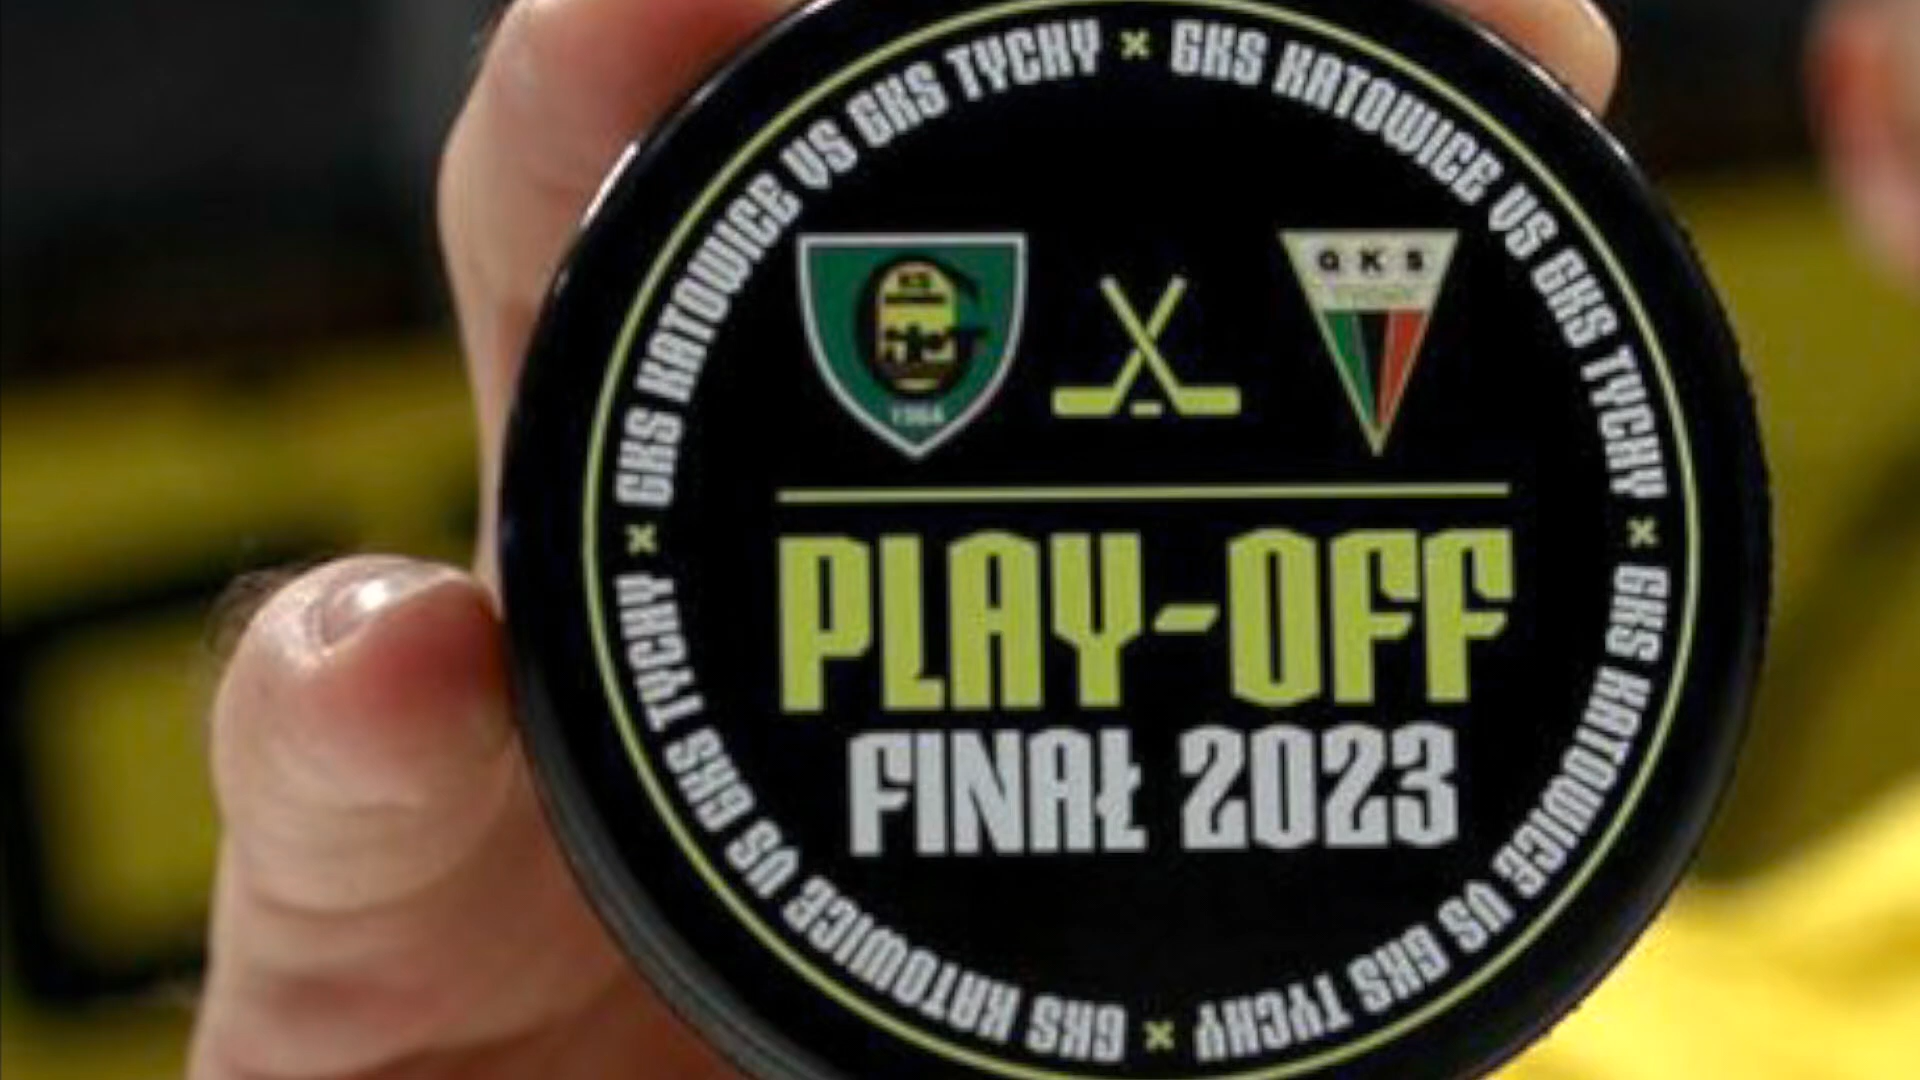 GKS KATOWICE VS GKS TYCHY × GKS KATOWICE VS GKS TYCHY × GKS KATOWICE VS GKS TYCHY × GKS KATOWICE VS GKS TYCHY ×
1964
GKS
TYCHY
PLAY-OFF
FINAŁ 2023